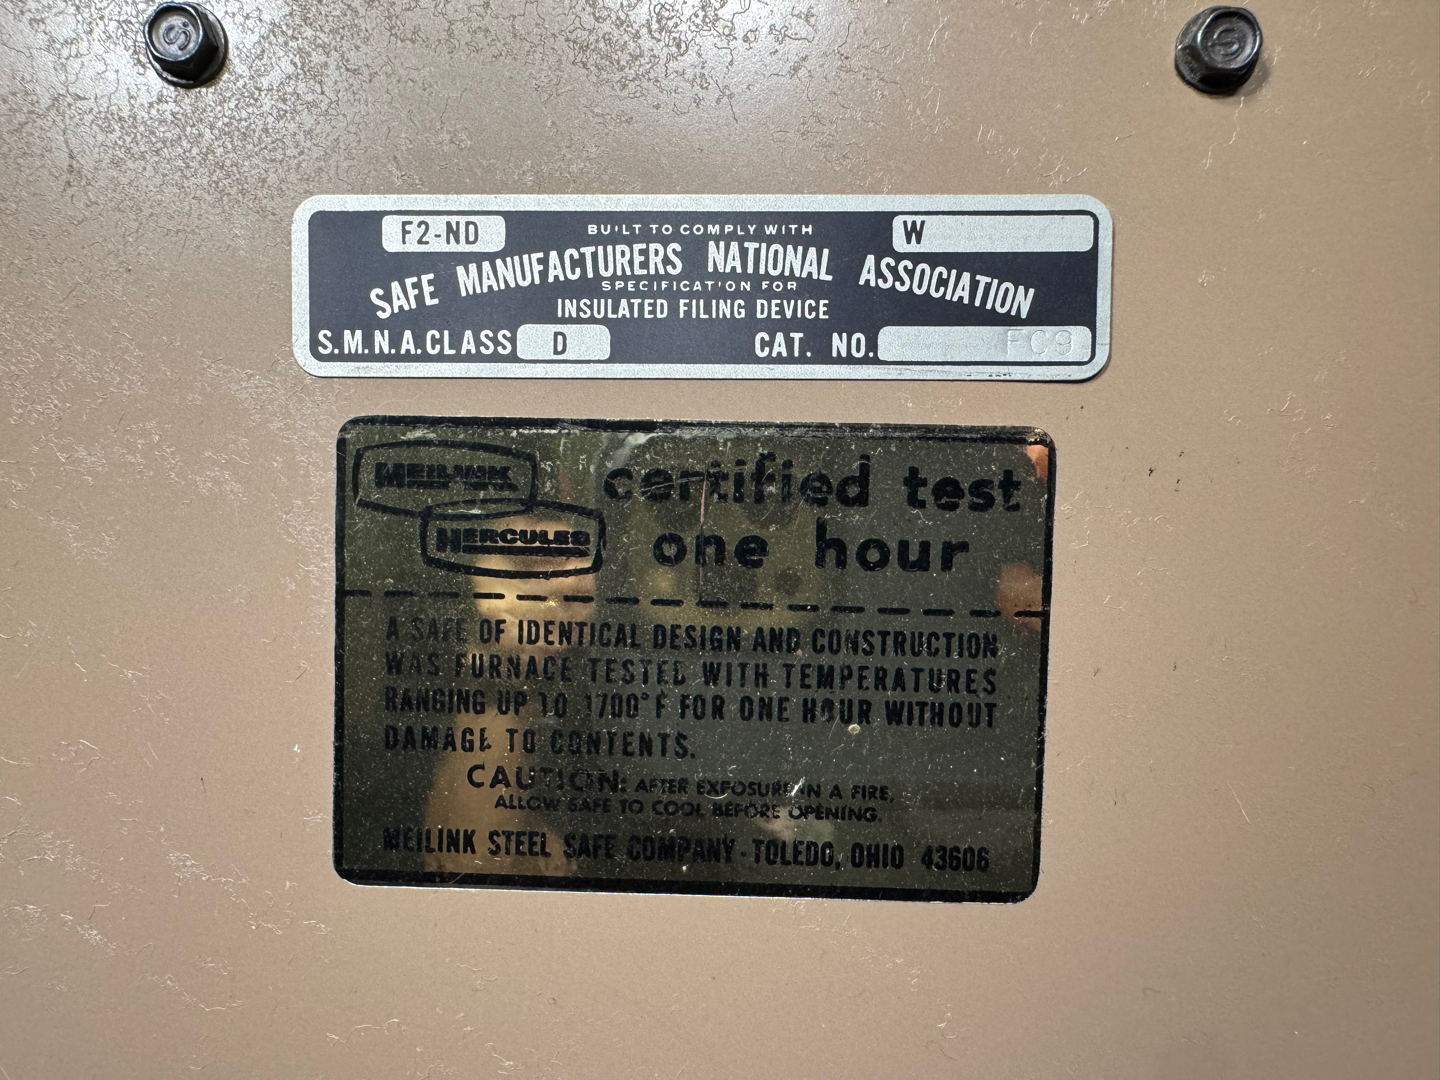 S
S
F2-ND
BUILT TO COMPLY WITH
W
SAFE MANUFACTURERS NATIONAL ASSOCIATION
SPECIFICATION FOR
INSULATED FILING DEVICE
S.M.N.A. CLASS D
CAT. NO. FC9
MEILINK
HERCULES
certified test
one hour
A SAFE OF IDENTICAL DESIGN AND CONSTRUCTION
WAS FURNACE TESTED WITH TEMPERATURES
RANGING UP TO 1700°F FOR ONE HOUR WITHOUT
DAMAGE TO CONTENTS.
CAUTION: AFTER EXPOSURE IN A FIRE,
ALLOW SAFE TO COOL BEFORE OPENING.
MEILINK STEEL SAFE COMPANY - TOLEDO, OHIO 43606